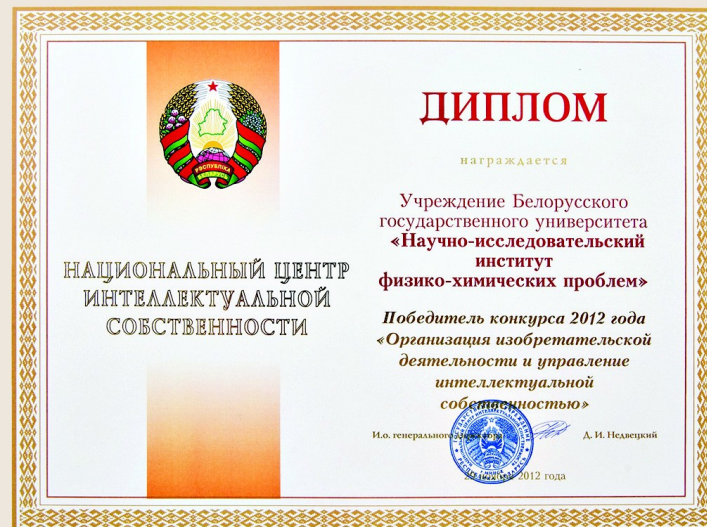 РЭСПУБЛІКА
БЕЛАРУСЬ
НАЦИОНАЛЬНЫЙ ЦЕНТР
ИНТЕЛЛЕКТУАЛЬНОЙ
СОБСТВЕННОСТИ
ДИПЛОМ
награждается
Учреждение Белорусского
государственного университета
«Научно-исследовательский
институт
физико-химических проблем»
Победитель конкурса 2012 года
«Организация изобретательской
деятельности и управление
интеллектуальной
собственностью»
И.о. генерального Д. И. Недвецкий
2012 года